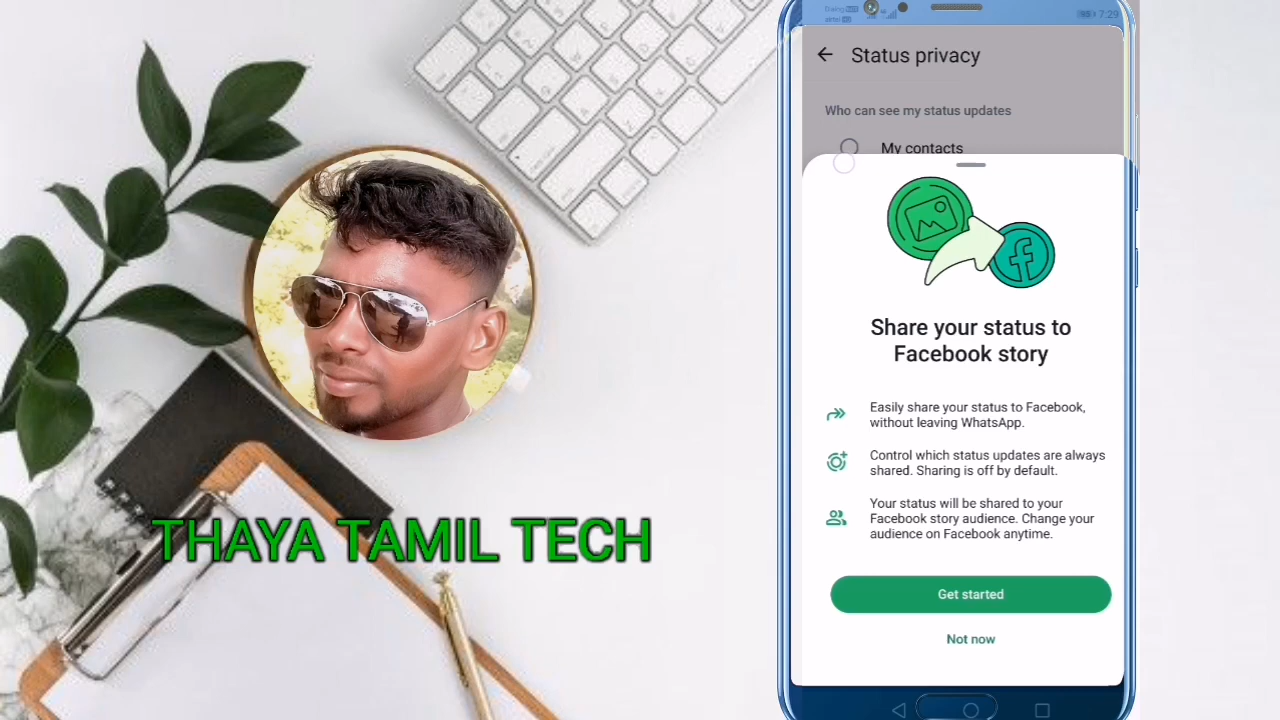 airtel
7:29
Status privacy
Who can see my status updates
My contacts
Share your status to
Facebook story
Easily share your status to Facebook,
without leaving WhatsApp.
Control which status updates are always
shared. Sharing is off by default.
Your status will be shared to your
Facebook story audience. Change your
audience on Facebook anytime.
Get started
Not now
THAYA TAMIL TECH